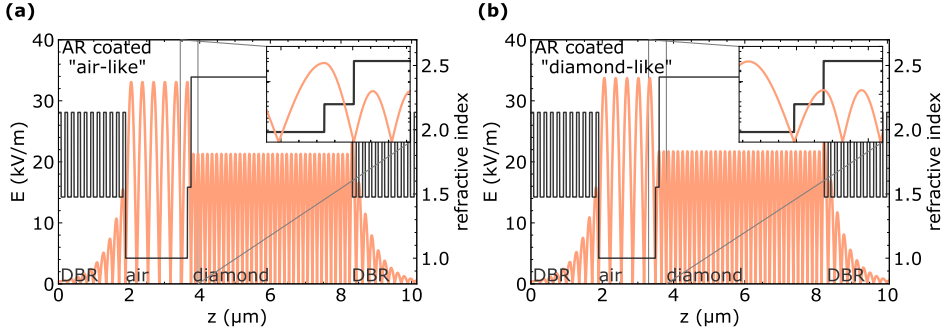 (a)
AR coated
"air-like"
40
30
20
10
0
E (kV/m)
2.5
2.0
1.5
1.0
refractive index
DBR
air
diamond
DBR
0
2
4
6
8
10
z (μm)
(b)
AR coated
"diamond-like"
40
30
20
10
0
E (kV/m)
2.5
2.0
1.5
1.0
refractive index
DBR
air
diamond
DBR
0
2
4
6
8
10
z (μm)